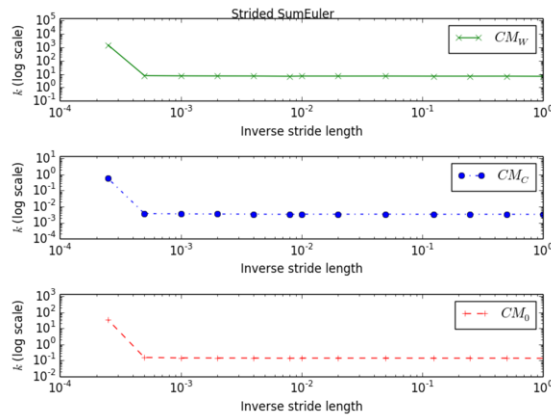 Strided SumEuler
10^5
10^4
10^3
10^2
10^1
10^0
10^-1
k (log scale)
CM_W
10^-4 10^-3 10^-2 10^-1 10^0
Inverse stride length
10^1
10^0
10^-1
10^-2
10^-3
10^-4
k (log scale)
CM_C
10^-4 10^-3 10^-2 10^-1 10^0
Inverse stride length
10^3
10^2
10^1
10^0
10^-1
10^-2
k (log scale)
CM_0
10^-4 10^-3 10^-2 10^-1 10^0
Inverse stride length